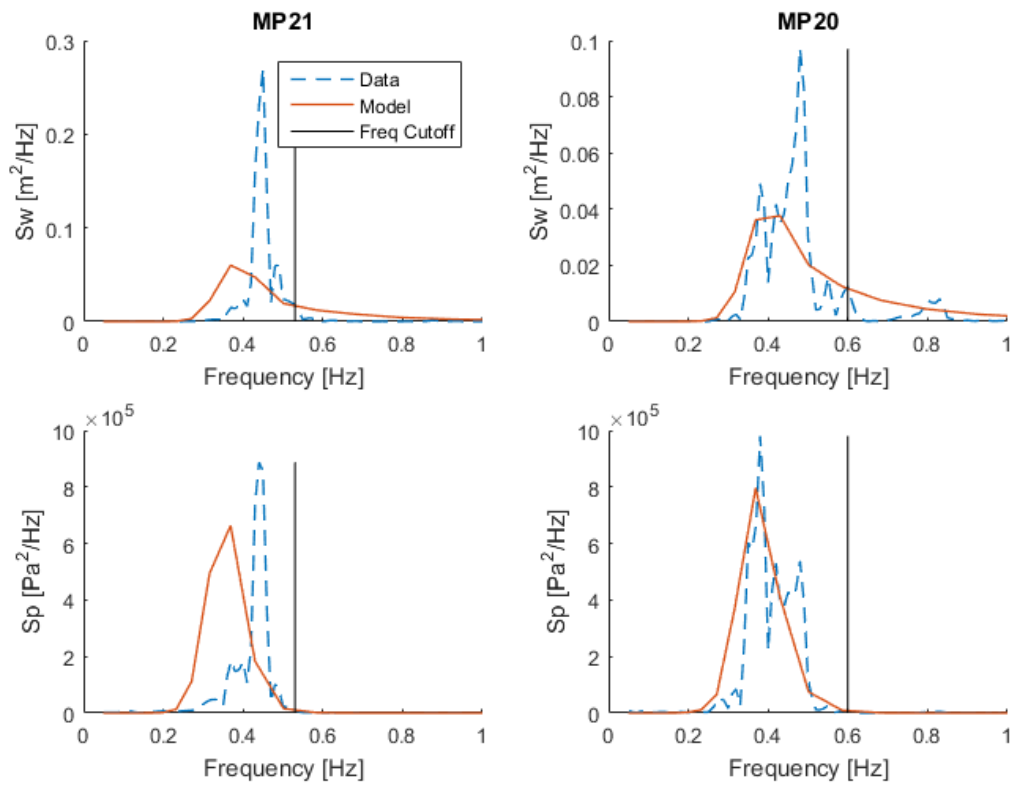 MP21
MP20
0.3
0.2
0.1
0
Sw [m²/Hz]
0 0.2 0.4 0.6 0.8 1
Frequency [Hz]
Data
Model
Freq Cutoff
0.1
0.08
0.06
0.04
0.02
0
Sw [m²/Hz]
0 0.2 0.4 0.6 0.8 1
Frequency [Hz]
×10⁵
10
8
6
4
2
0
Sp [Pa²/Hz]
0 0.2 0.4 0.6 0.8 1
Frequency [Hz]
×10⁵
10
8
6
4
2
0
Sp [Pa²/Hz]
0 0.2 0.4 0.6 0.8 1
Frequency [Hz]